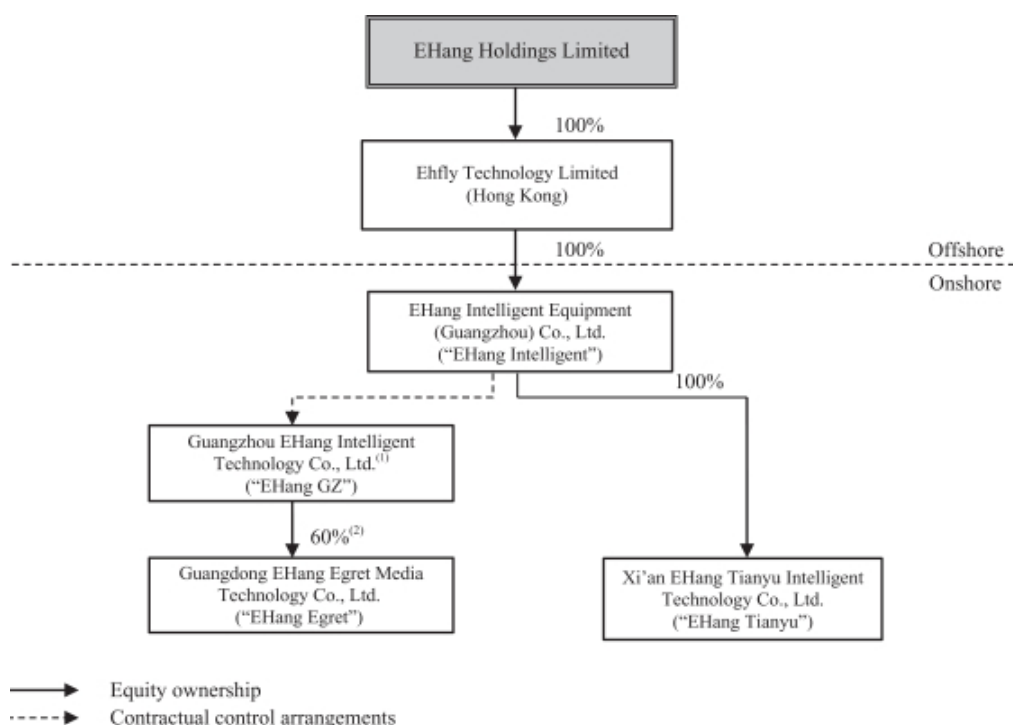 EHang Holdings Limited
100%
Ehfly Technology Limited
(Hong Kong)
100%
Offshore
Onshore
EHang Intelligent Equipment
(Guangzhou) Co., Ltd.
(“EHang Intelligent”)
100%
Guangzhou EHang Intelligent
Technology Co., Ltd.(1)
(“EHang GZ”)
60%(2)
Guangdong EHang Egret Media
Technology Co., Ltd.
(“EHang Egret”)
Xi’an EHang Tianyu Intelligent
Technology Co., Ltd.
(“EHang Tianyu”)
Equity ownership
Contractual control arrangements